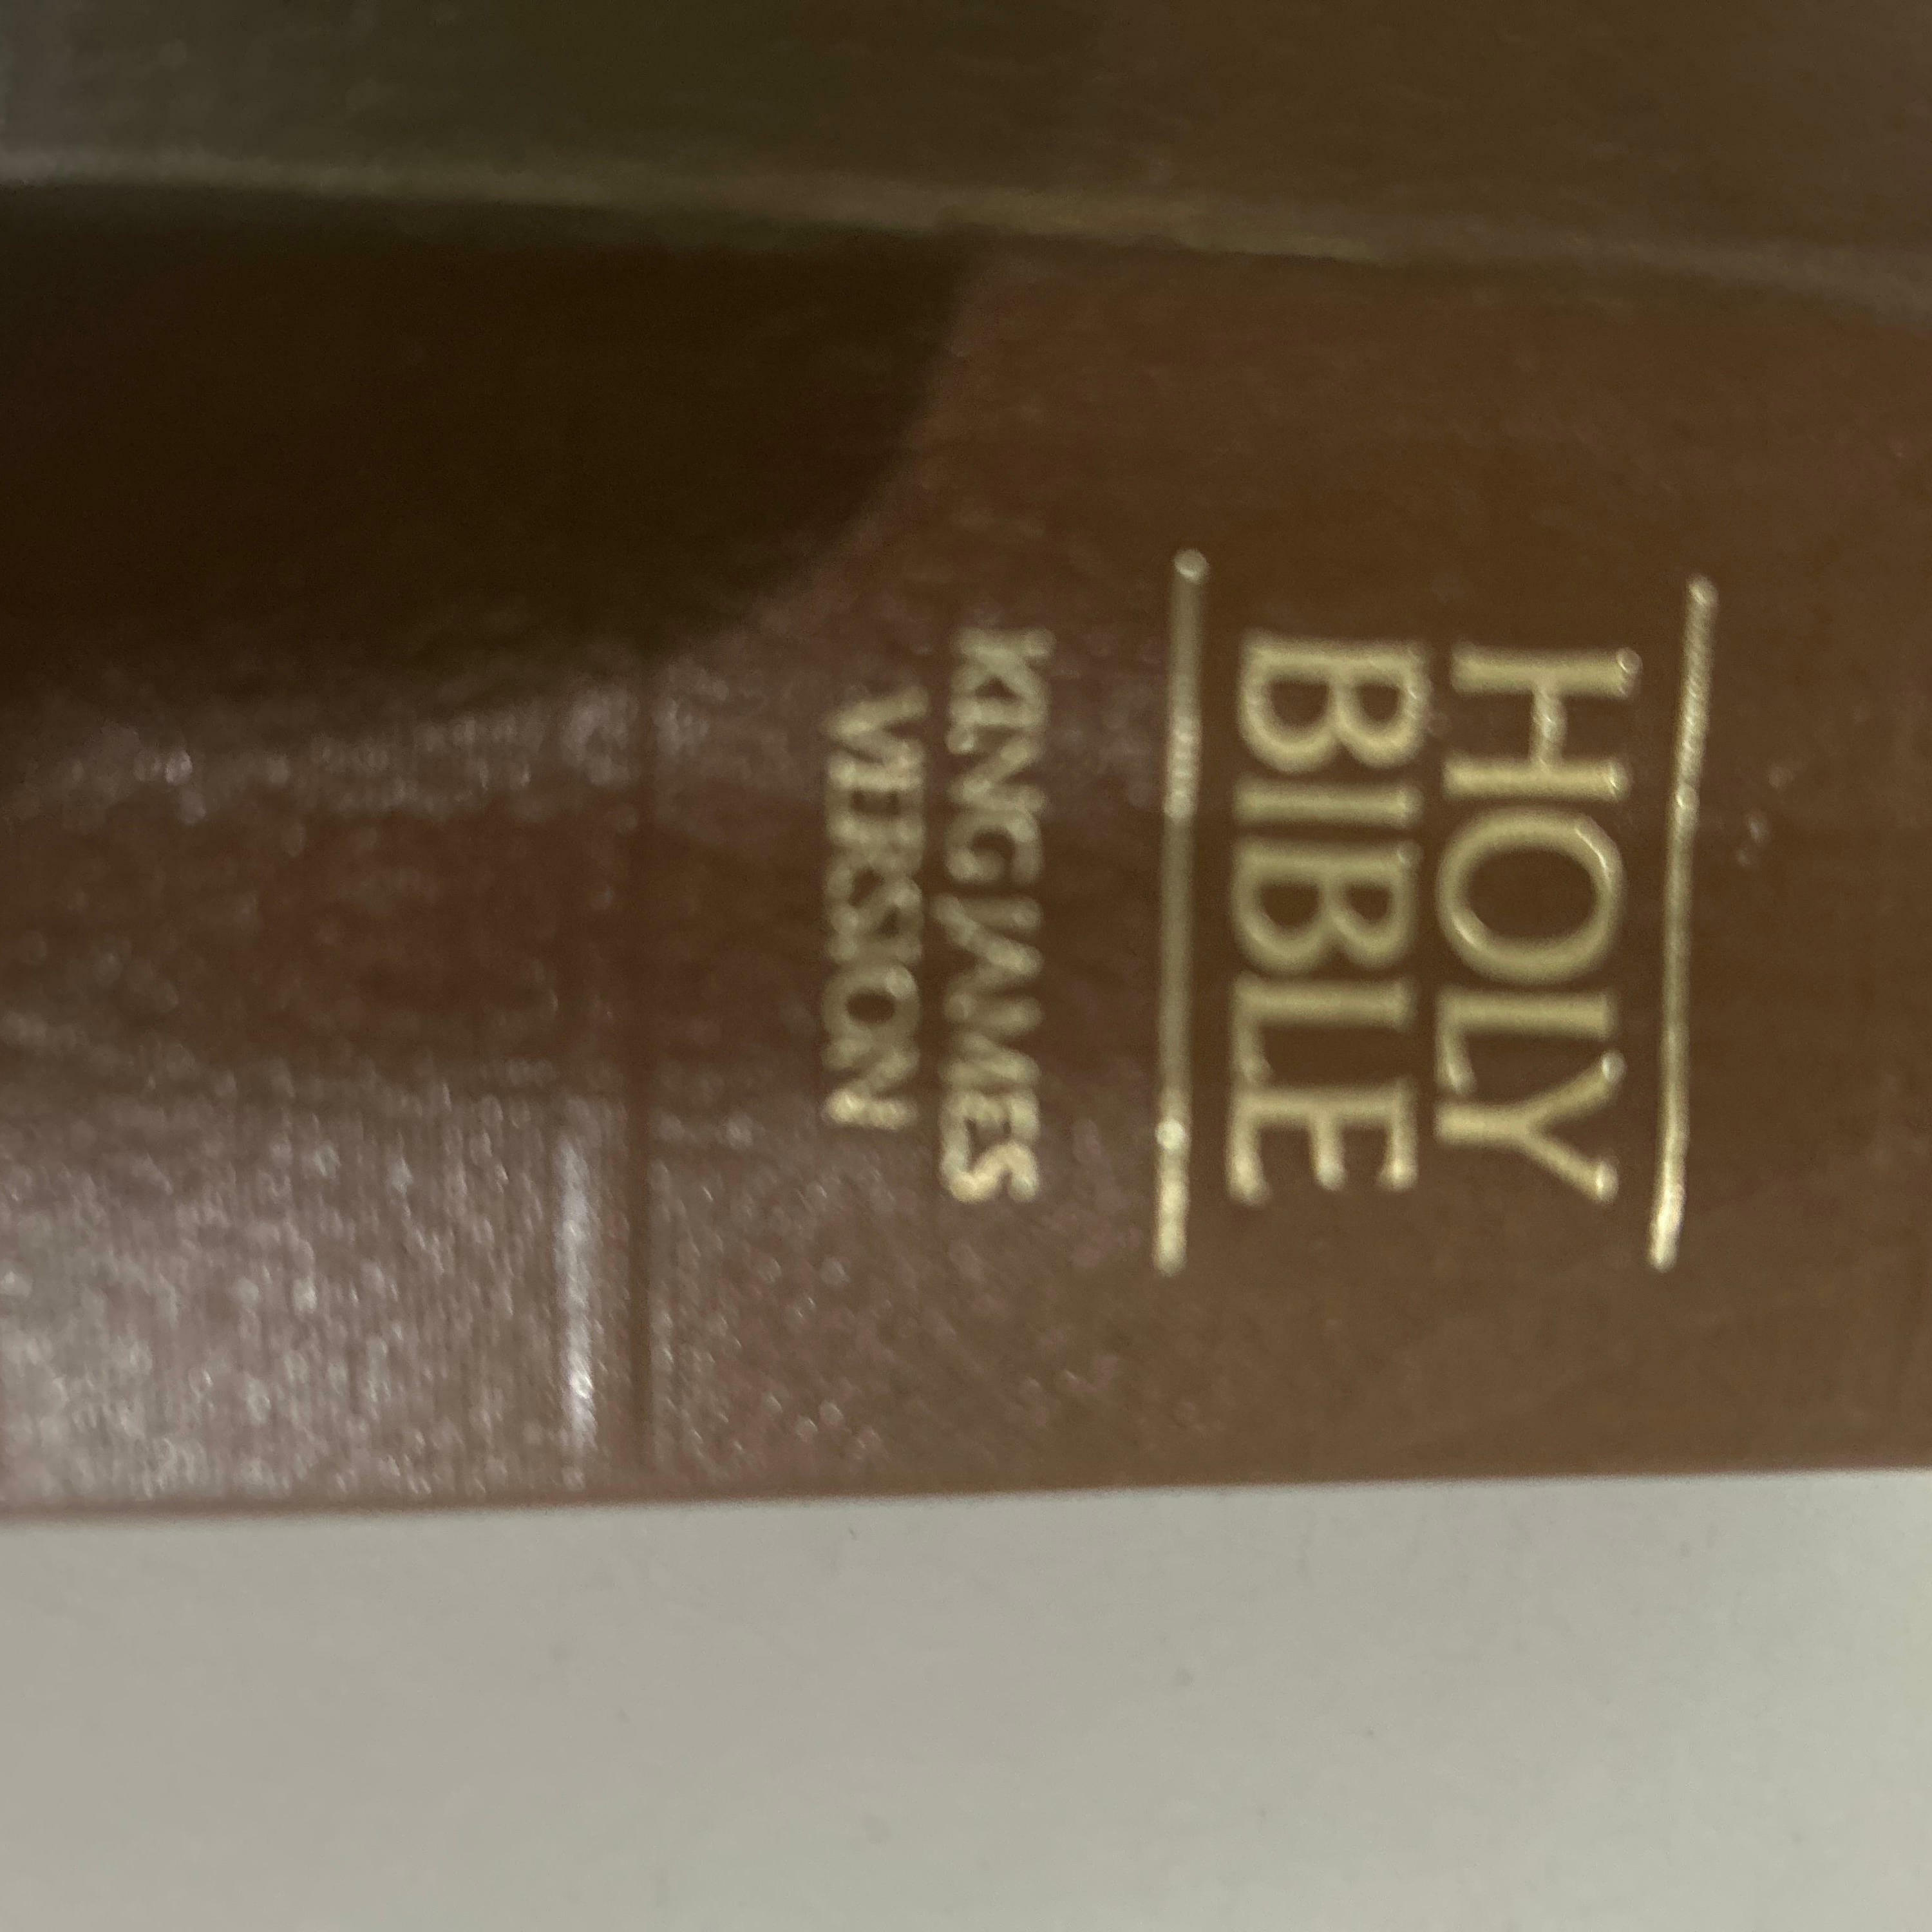 HOLY
BIBLE
KING JAMES
VERSION